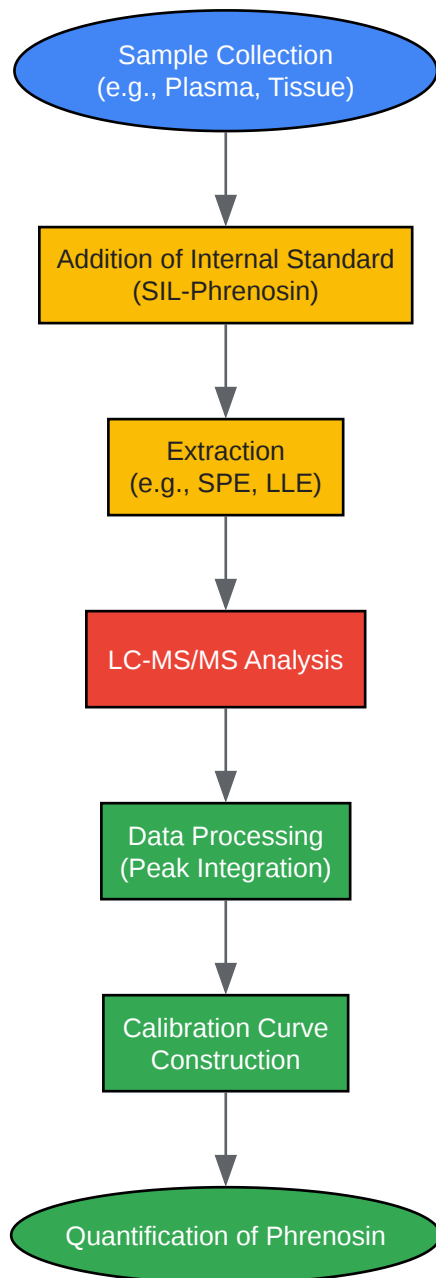 Sample Collection
(e.g., Plasma, Tissue)
Addition of Internal Standard
(SIL-Phrenosin)
Extraction
(e.g., SPE, LLE)
LC-MS/MS Analysis
Data Processing
(Peak Integration)
Calibration Curve
Construction
Quantification of Phrenosin